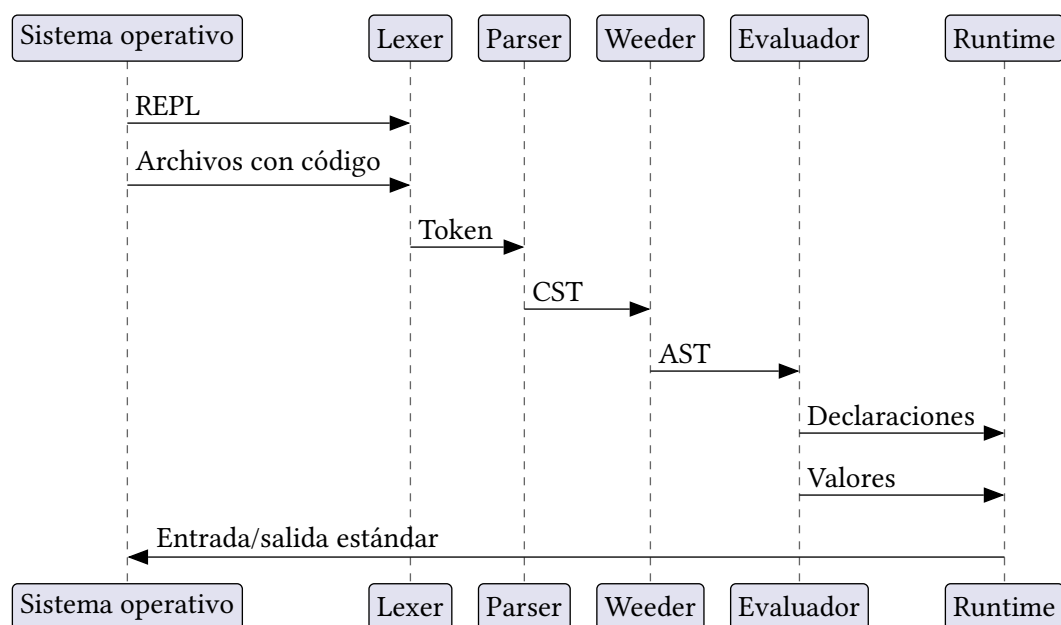 Sistema operativo
Lexer
Parser
Weeder
Evaluador
Runtime
REPL
Archivos con código
Token
CST
AST
Declaraciones
Valores
Entrada/salida estándar
Sistema operativo
Lexer
Parser
Weeder
Evaluador
Runtime